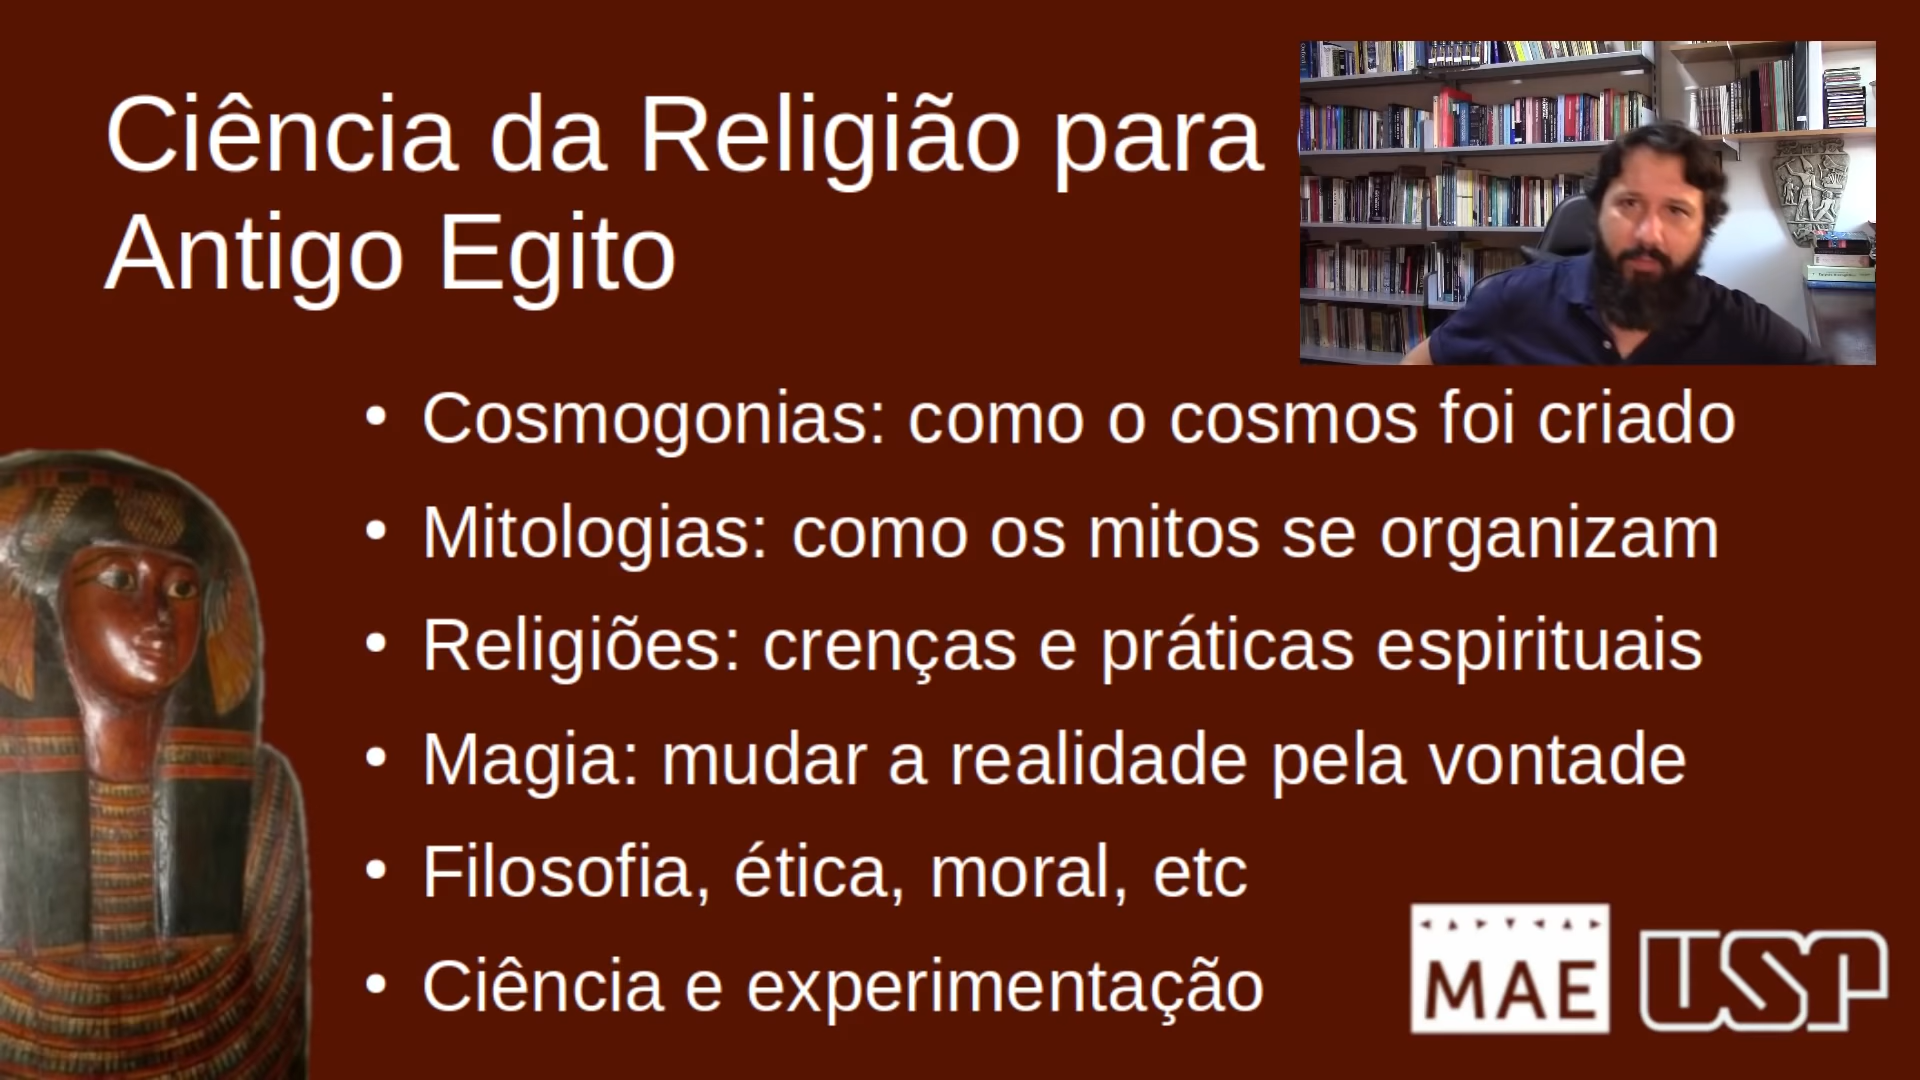 Ciência da Religião para
Antigo Egito
• Cosmogonias: como o cosmos foi criado
• Mitologias: como os mitos se organizam
• Religiões: crenças e práticas espirituais
• Magia: mudar a realidade pela vontade
• Filosofia, ética, moral, etc
• Ciência e experimentação
MAE
USP